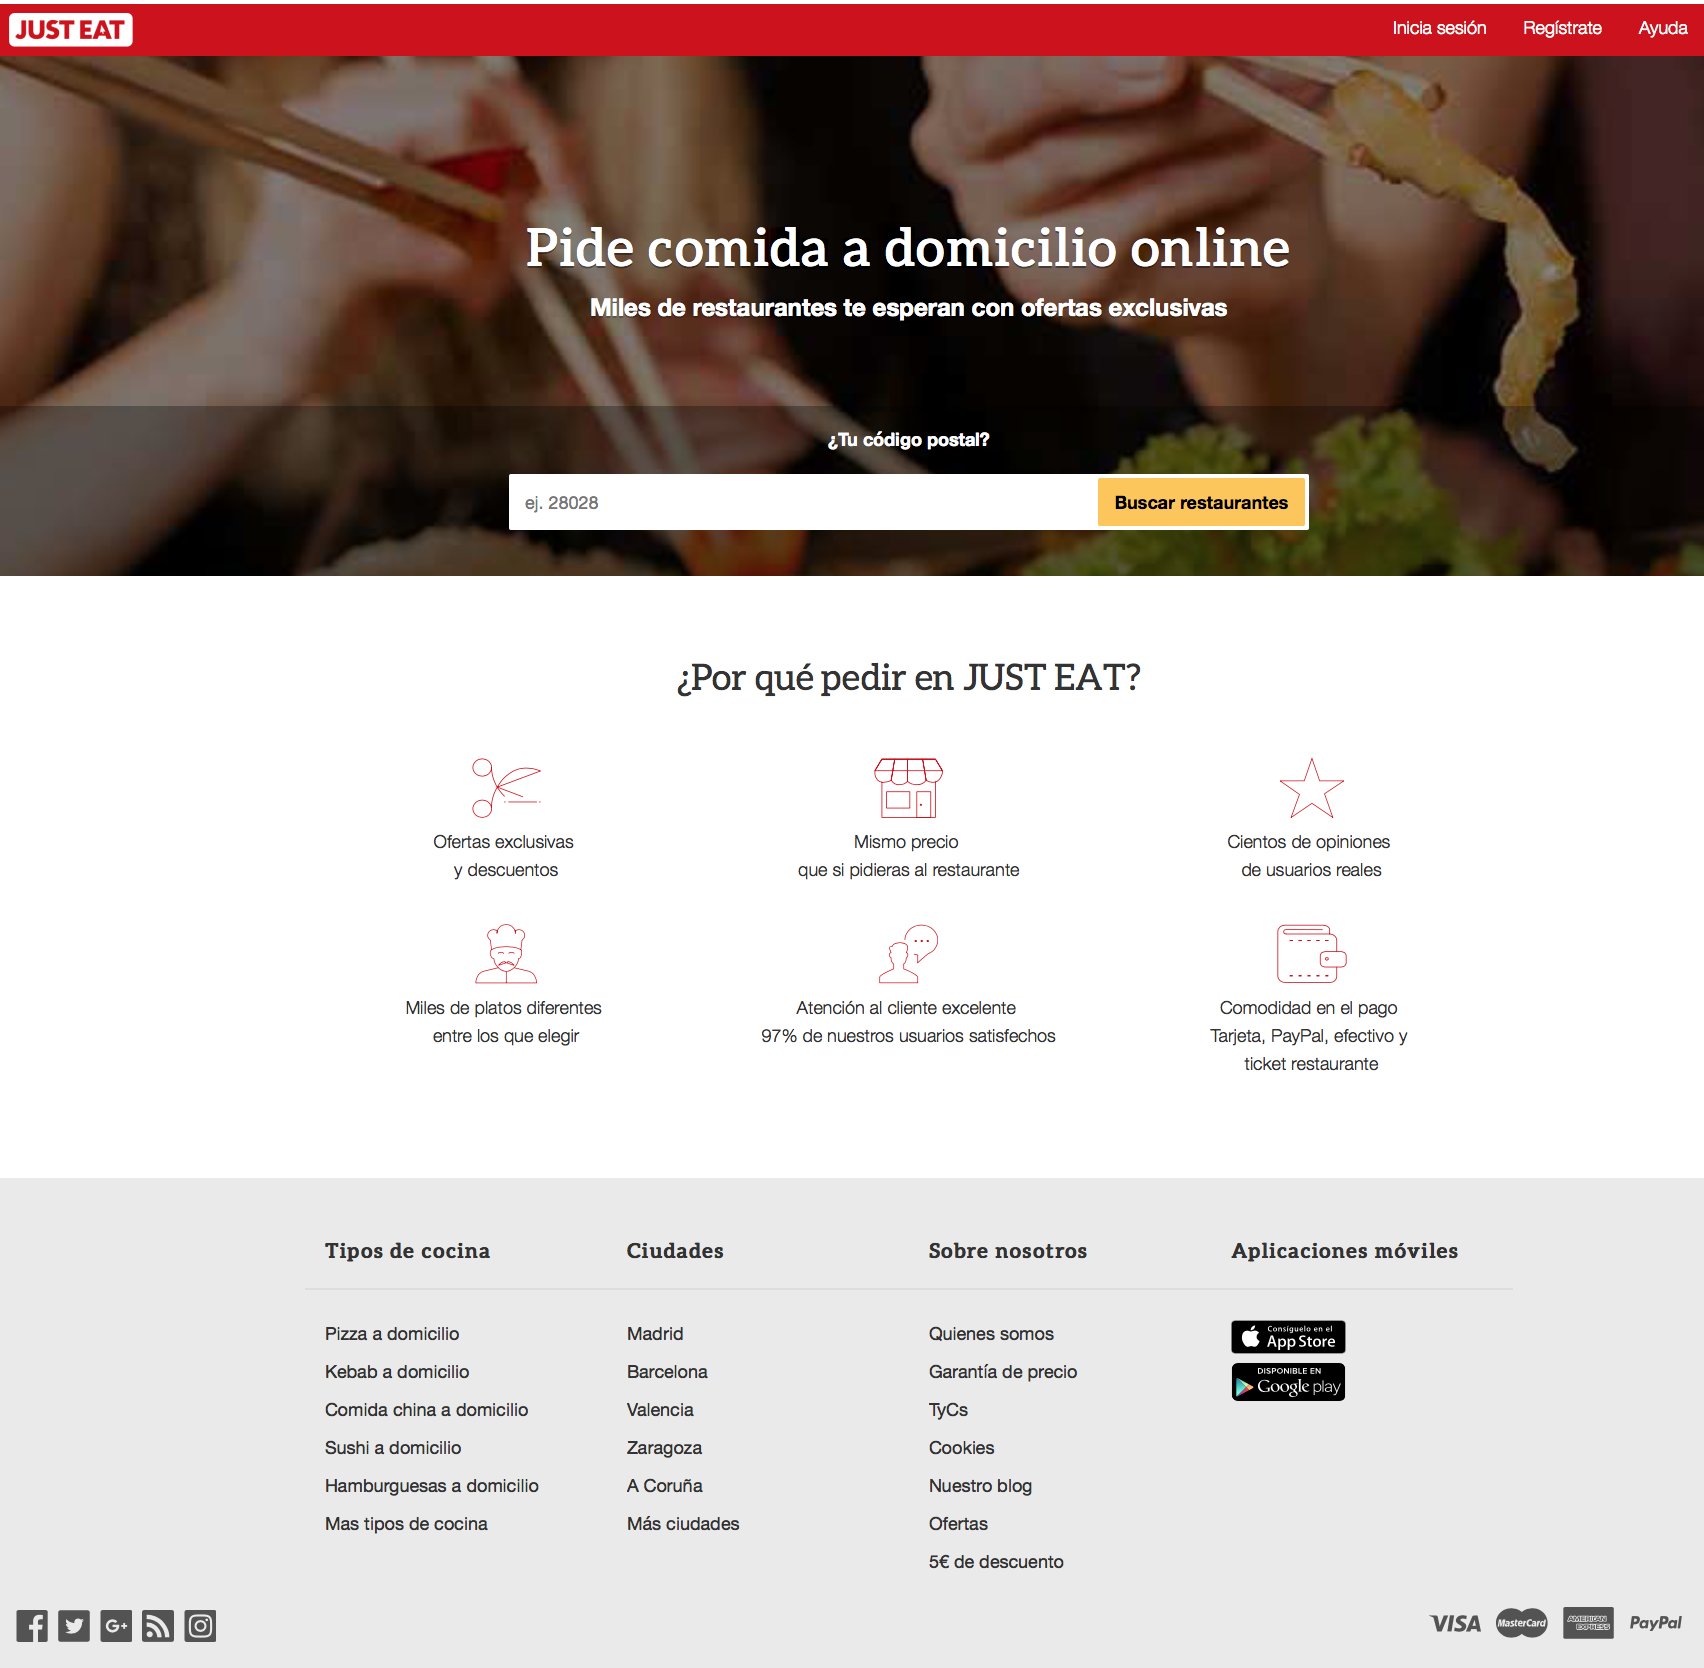 JUST EAT
Inicia sesión
Regístrate
Ayuda
Pide comida a domicilio online
Miles de restaurantes te esperan con ofertas exclusivas
¿Tu código postal?
ej. 28028
Buscar restaurantes
¿Por qué pedir en JUST EAT?
Ofertas exclusivas
y descuentos
Mismo precio
que si pidieras al restaurante
Cientos de opiniones
de usuarios reales
Miles de platos diferentes
entre los que elegir
Atención al cliente excelente
97% de nuestros usuarios satisfechos
Comodidad en el pago
Tarjeta, PayPal, efectivo y
ticket restaurante
Tipos de cocina
Pizza a domicilio
Kebab a domicilio
Comida china a domicilio
Sushi a domicilio
Hamburguesas a domicilio
Mas tipos de cocina
Ciudades
Madrid
Barcelona
Valencia
Zaragoza
A Coruña
Más ciudades
Sobre nosotros
Quienes somos
Garantía de precio
TyCs
Cookies
Nuestro blog
Ofertas
5€ de descuento
Aplicaciones móviles
Consíguelo en el
App Store
DISPONIBLE EN
Google play
G+
VISA
MasterCard
AMERICAN
EXPRESS
PayPal